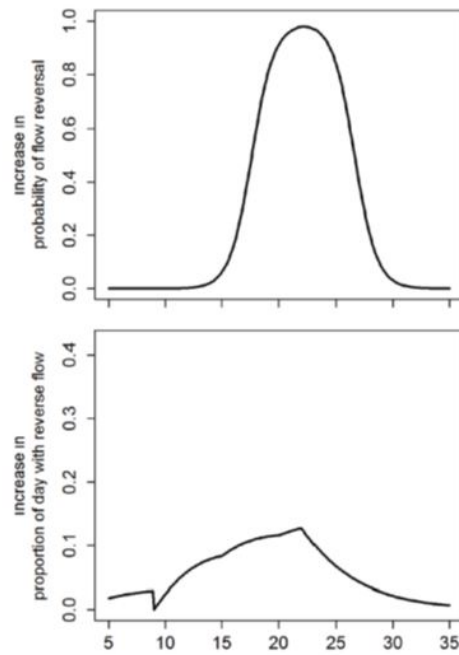 increase in
probability of flow reversal
0.0 0.2 0.4 0.6 0.8 1.0
increase in
proportion of day with reverse flow
0.0 0.1 0.2 0.3 0.4
5 10 15 20 25 30 35